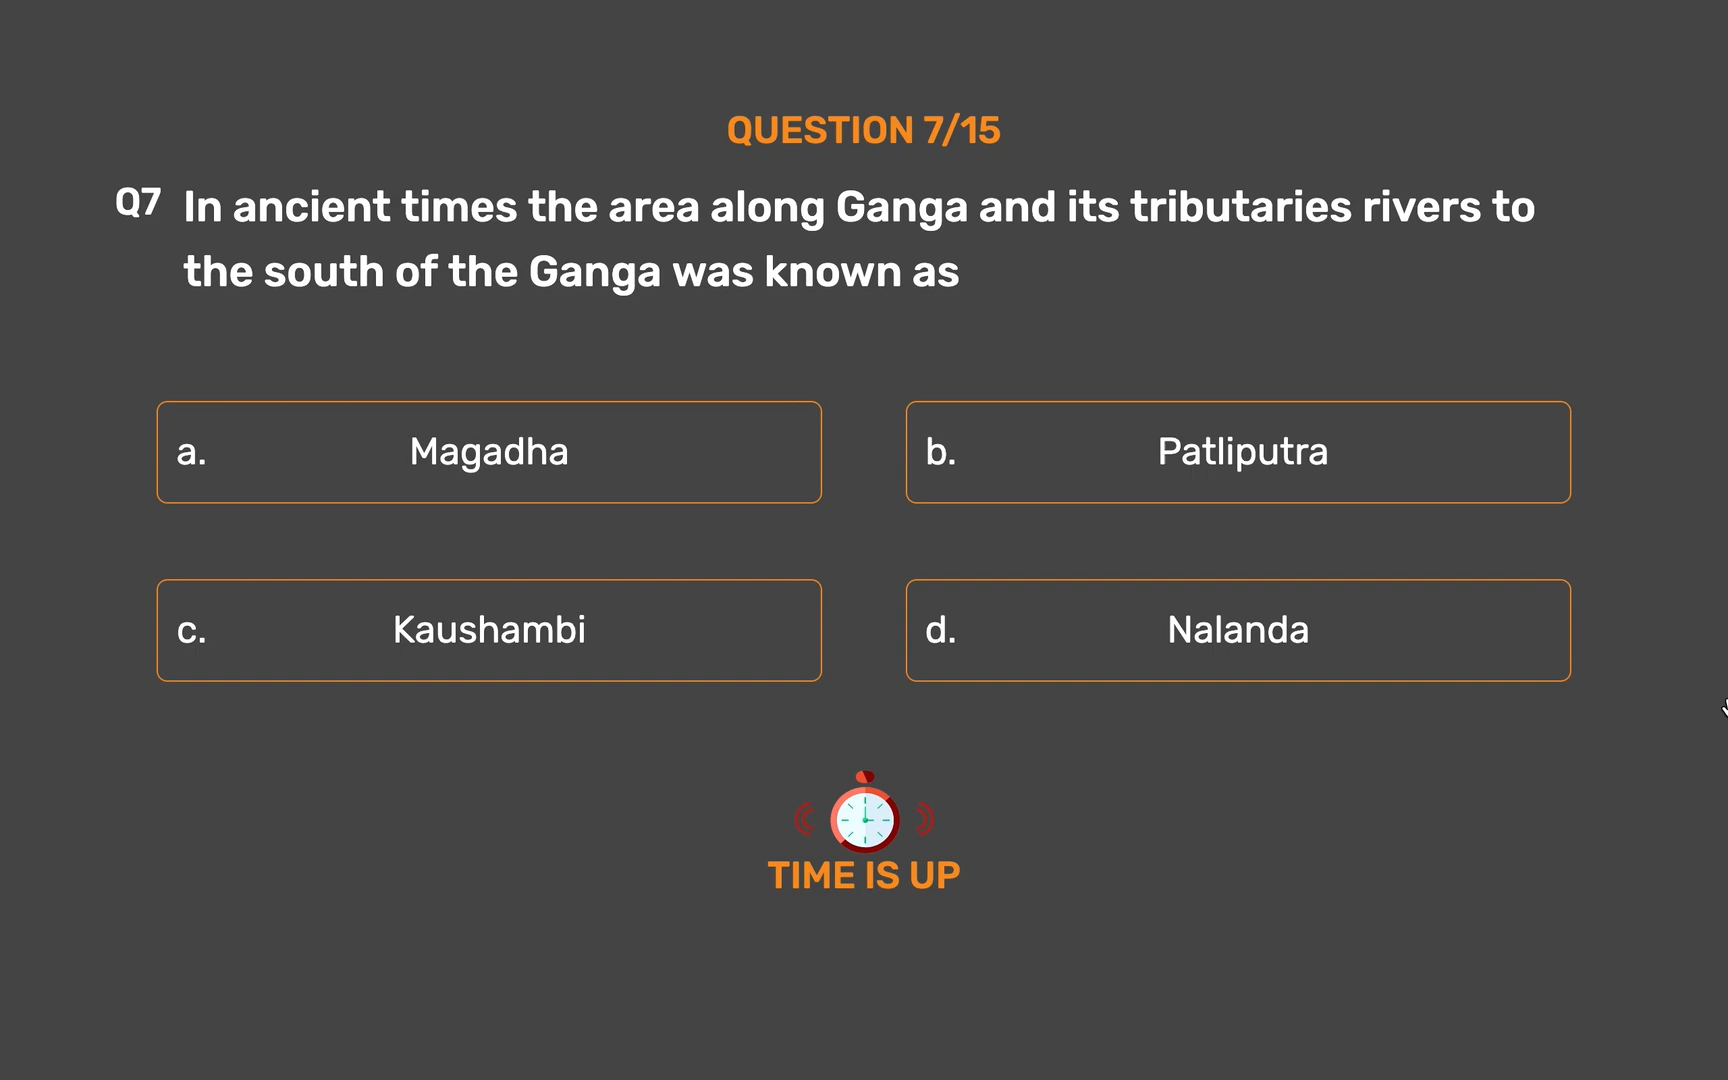 QUESTION 7/15
Q7 In ancient times the area along Ganga and its tributaries rivers to
the south of the Ganga was known as
a. Magadha
b. Patliputra
c. Kaushambi
d. Nalanda
TIME IS UP